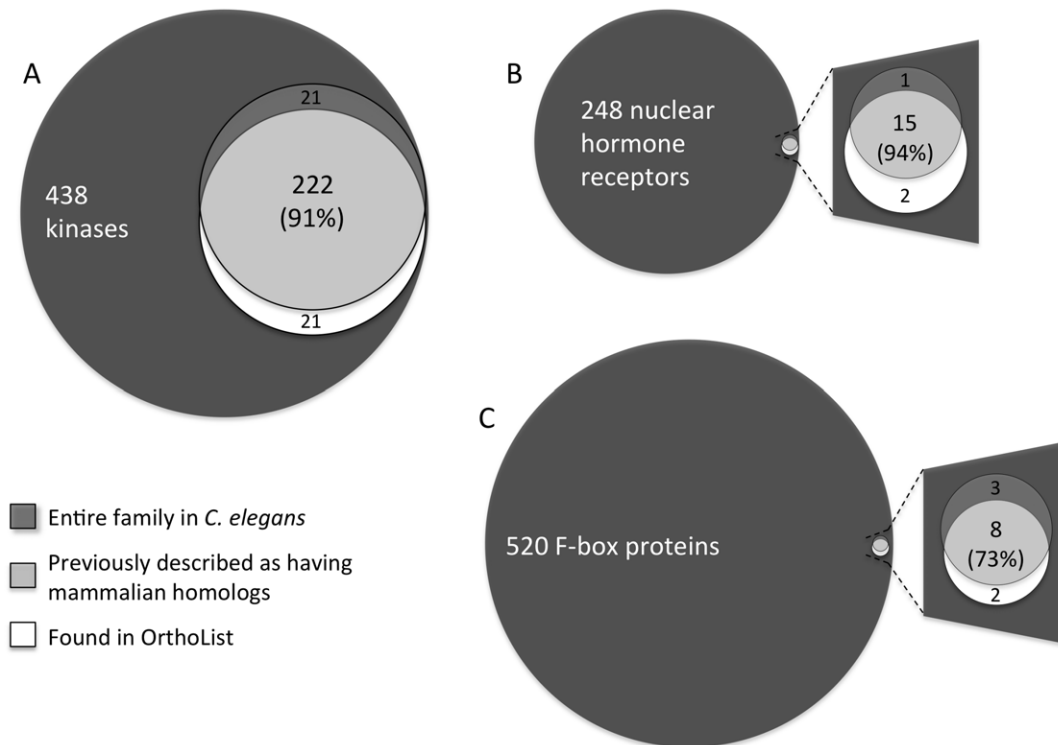 A
21
438
kinases
222
(91%)
21
B
248 nuclear
hormone
receptors
1
15
(94%)
2
C
520 F-box proteins
3
8
(73%)
2
Entire family in C. elegans
Previously described as having
mammalian homologs
Found in OrthoList